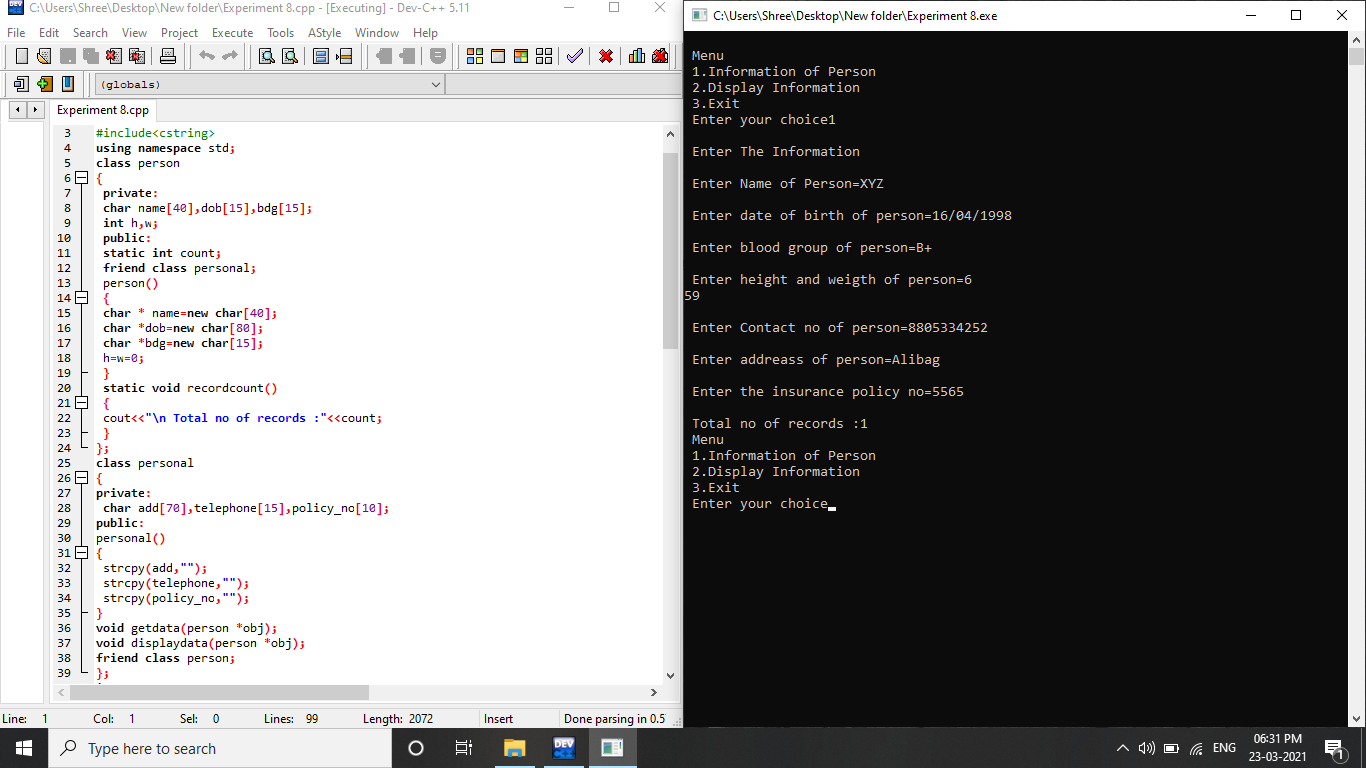 C:\Users\Shree\Desktop\New folder\Experiment 8.cpp - [Executing] - Dev-C++ 5.11
File Edit Search View Project Execute Tools AStyle Window Help
(globals)
Experiment 8.cpp
3 #include<cstring>
4 using namespace std;
5 class person
6 {
7 private:
8 char name[40],dob[15],bdg[15];
9 int h,w;
10 public:
11 static int count;
12 friend class personal;
13 person()
14 {
15 char * name=new char[40];
16 char *dob=new char[80];
17 char *bdg=new char[15];
18 h=w=0;
19 }
20 static void recordcount()
21 {
22 cout<<"\n Total no of records :"<<count;
23 }
24 };
25 class personal
26 {
27 private:
28 char add[70],telephone[15],policy_no[10];
29 public:
30 personal()
31 {
32 strcpy(add,"");
33 strcpy(telephone,"");
34 strcpy(policy_no,"");
35 }
36 void getdata(person *obj);
37 void displaydata(person *obj);
38 friend class person;
39 };
Line: 1 Col: 1 Sel: 0 Lines: 99 Length: 2072 Insert Done parsing in 0.5
C:\Users\Shree\Desktop\New folder\Experiment 8.exe
Menu
1.Information of Person
2.Display Information
3.Exit
Enter your choice1
Enter The Information
Enter Name of Person=XYZ
Enter date of birth of person=16/04/1998
Enter blood group of person=B+
Enter height and weigth of person=6
59
Enter Contact no of person=8805334252
Enter addreass of person=Alibag
Enter the insurance policy no=5565
Total no of records :1
Menu
1.Information of Person
2.Display Information
3.Exit
Enter your choice
Type here to search
DEV
ENG
06:31 PM
23-03-2021
1